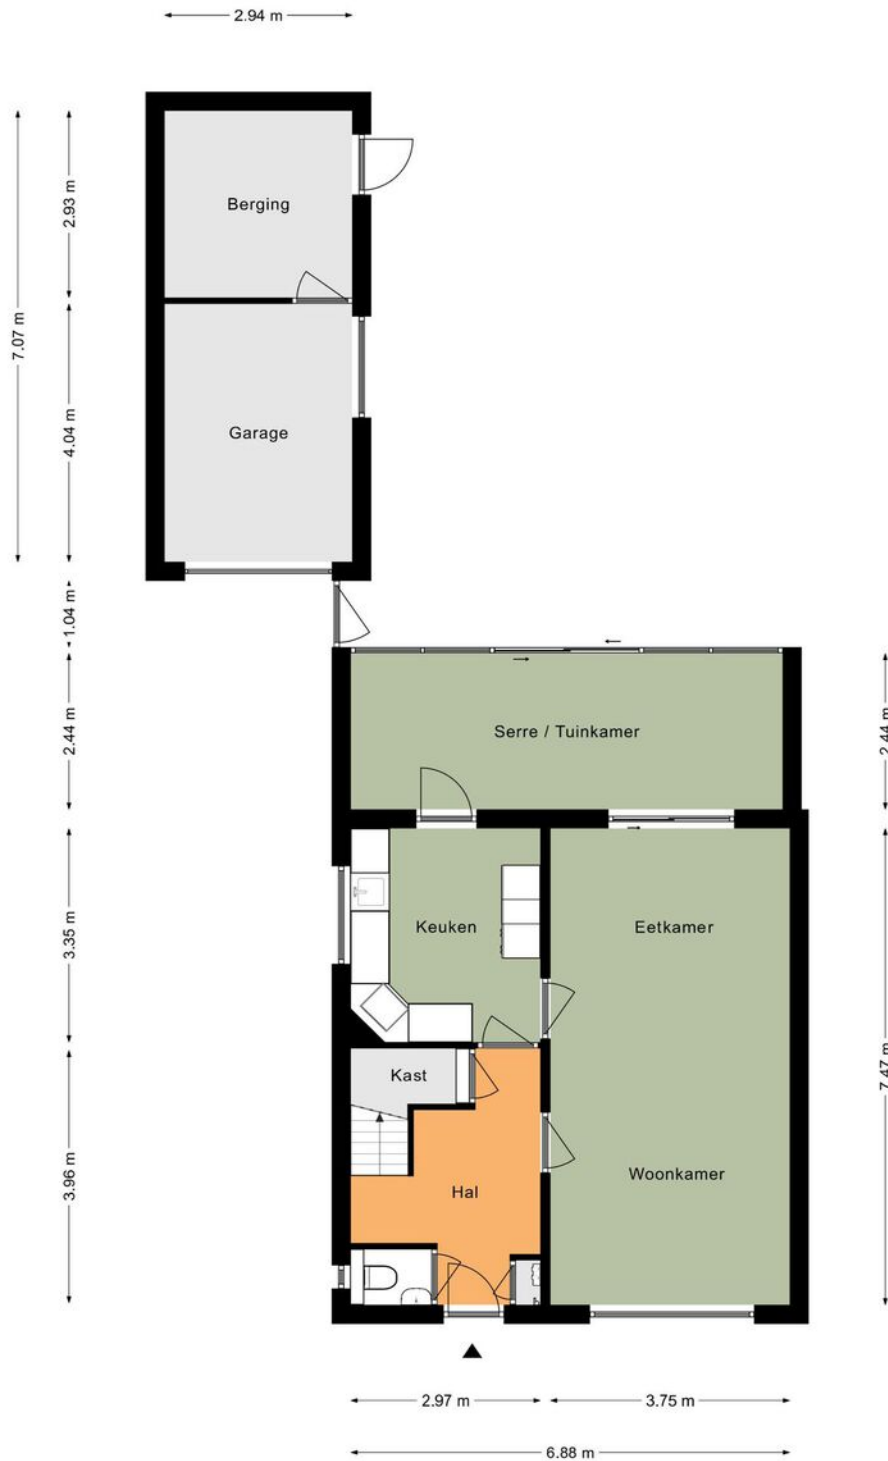 2.94 m
2.93 m
Berging
7.07 m
4.04 m
Garage
1.04 m
2.44 m
Serre / Tuinkamer
2.44 m
3.35 m
Keuken
Eetkamer
7.47 m
Kast
3.96 m
Hal
Woonkamer
2.97 m
3.75 m
6.88 m